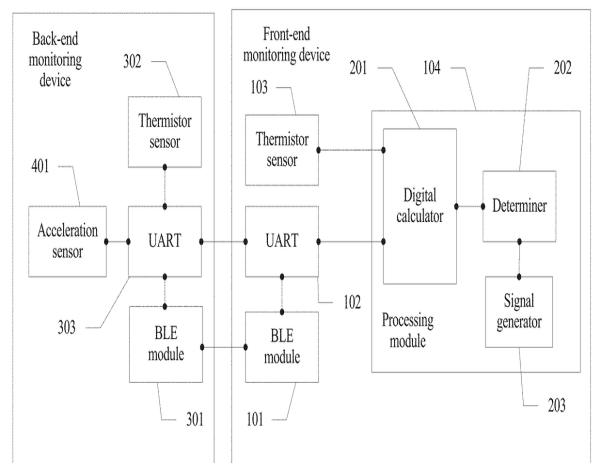 Back-end
monitoring
device
302
Thermistor
sensor
401
Acceleration
sensor
UART
303
BLE
module
301
Front-end
monitoring device
103
Thermistor
sensor
UART
102
BLE
module
101
201
104
202
Digital
calculator
Determiner
Signal
generator
Processing
module
203